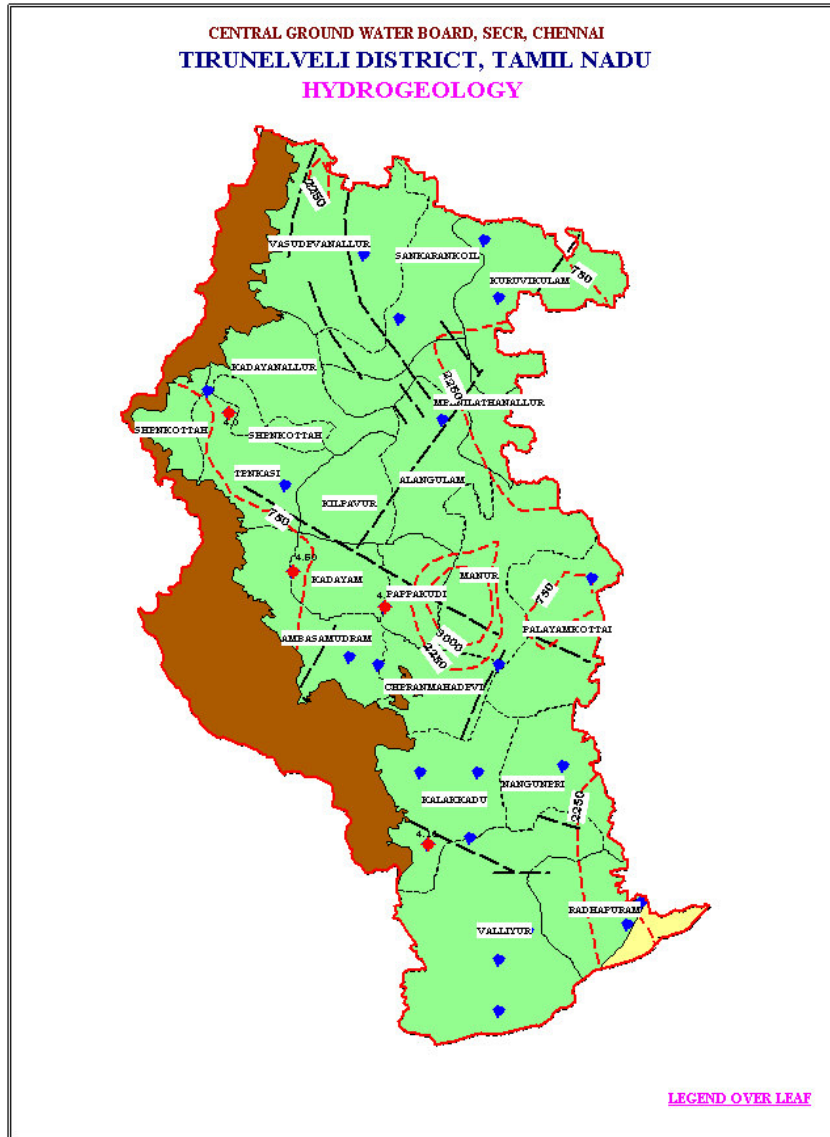 CENTRAL GROUND WATER BOARD, SECR, CHENNAI
TIRUNELVELI DISTRICT, TAMIL NADU
HYDROGEOLOGY
2250
VASUDEVANALLUR
SANKARANKOIL
KURUVIKULAM
750
KADAYANALLUR
2250
MELANILATHANALLUR
SHENKOTTAH
SHENKOTTAH
TENKASI
ALANGULAM
KILPAVUR
750
4.60
KADAYAM
MANUR
PAPPAKUDI
750
PALAYAMKOTTAI
AMBASAMUDRAM
3000
2250
CHERANMAHADEVI
NANGUNERI
KALAKKADU
2250
RADHAPURAM
VALLIYUR
LEGEND OVER LEAF